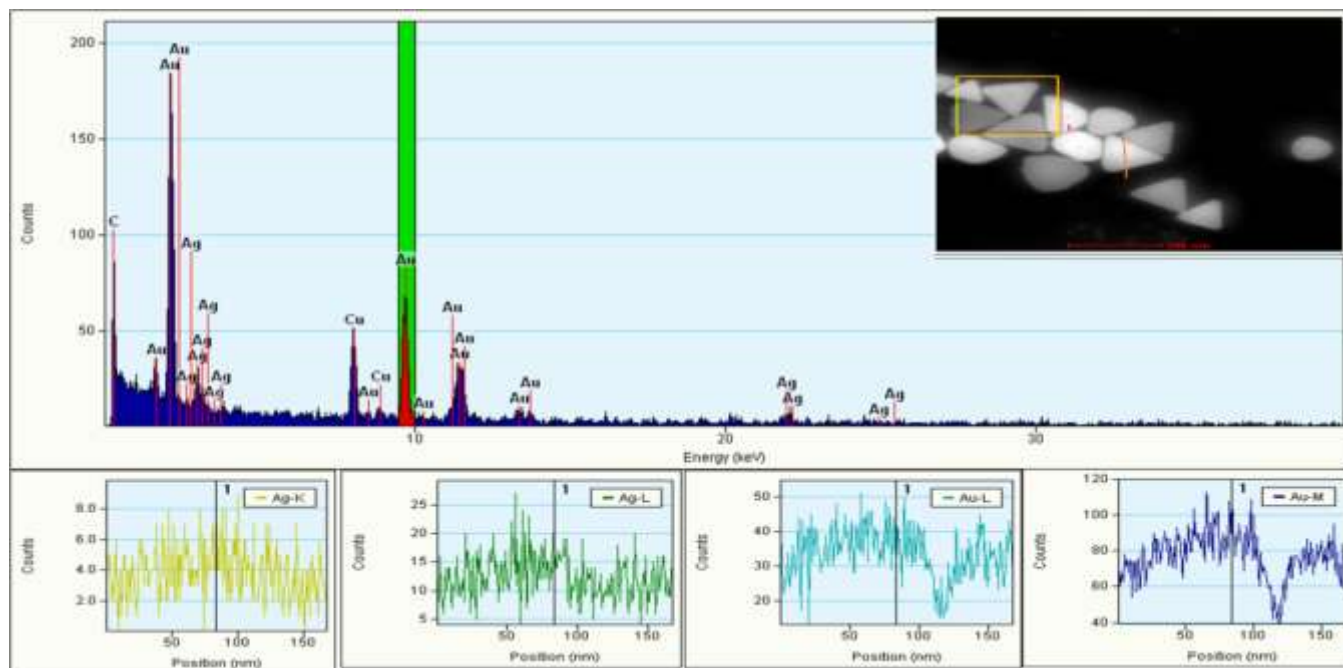 200
150
100
50
Counts
C
Au
Au
Au
Ag
Ag
Ag
Ag
Ag
Ag
Ag
Cu
Au
Cu
Au
Au
Au
Au
Au
Au
Au
Ag
Ag
Ag
Ag
10
20
30
Energy (keV)
8.0
6.0
4.0
2.0
Counts
1
Ag-K
50
100
150
Position (nm)
25
20
15
10
5
Counts
1
Ag-L
50
100
150
Position (nm)
50
40
30
20
Counts
1
Au-L
50
100
150
Position (nm)
120
100
80
60
40
Counts
1
Au-M
50
100
150
Position (nm)